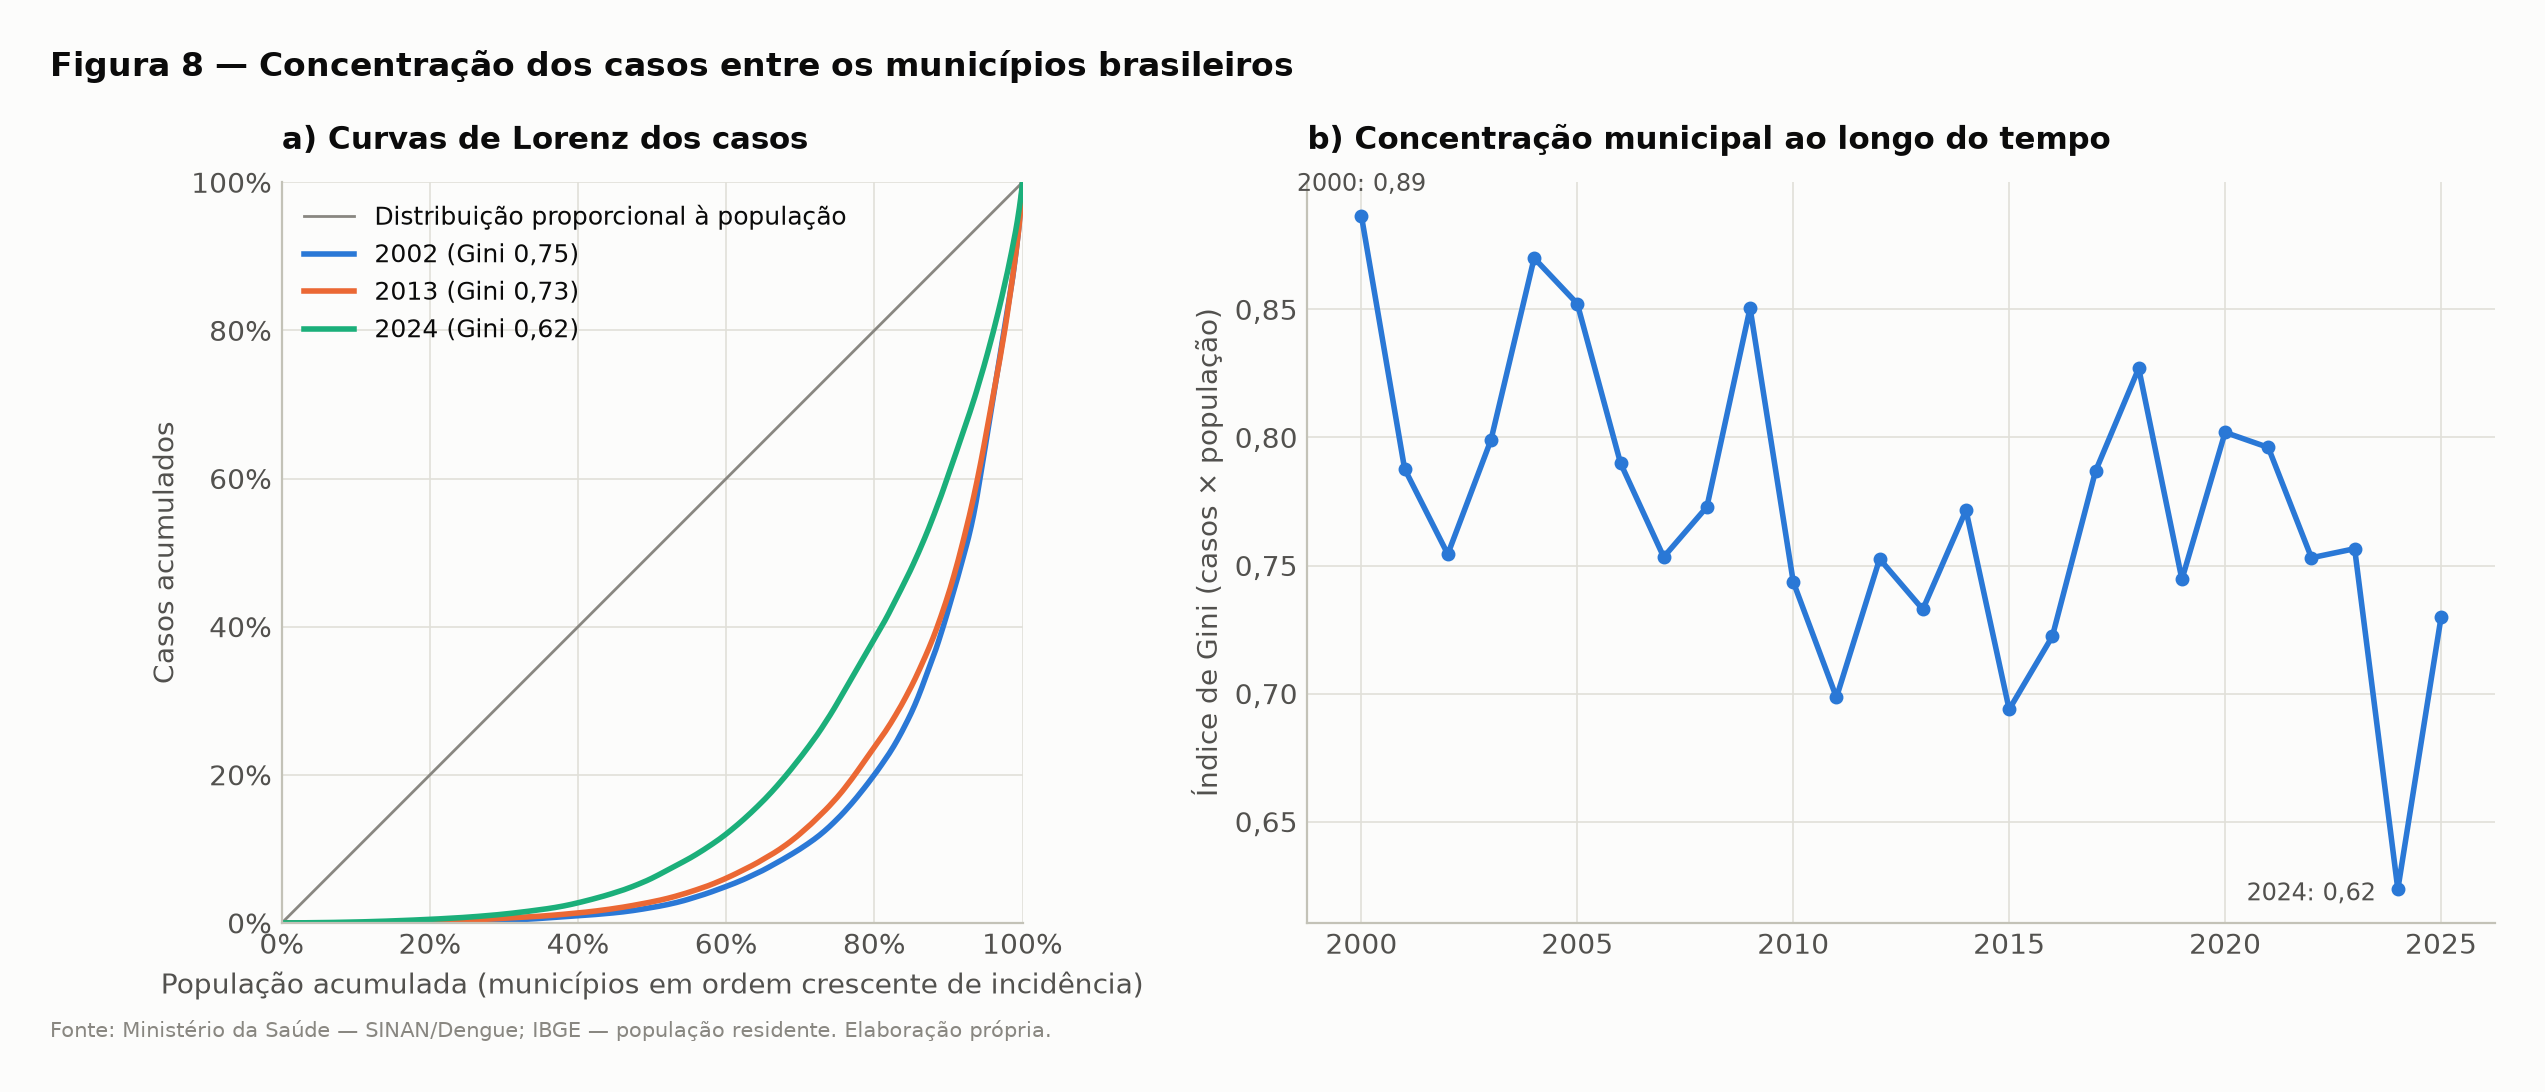 Figura 8 — Concentração dos casos entre os municípios brasileiros
a) Curvas de Lorenz dos casos
100%
80%
60%
40%
20%
0%
Casos acumulados
Distribuição proporcional à população
2002 (Gini 0,75)
2013 (Gini 0,73)
2024 (Gini 0,62)
0% 20% 40% 60% 80% 100%
População acumulada (municípios em ordem crescente de incidência)
b) Concentração municipal ao longo do tempo
2000: 0,89
0,85
0,80
0,75
0,70
0,65
Índice de Gini (casos × população)
2024: 0,62
2000 2005 2010 2015 2020 2025
Fonte: Ministério da Saúde — SINAN/Dengue; IBGE — população residente. Elaboração própria.